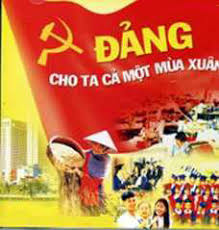 ĐẢNG
CHO TA CẢ MỘT MÙA XUÂN